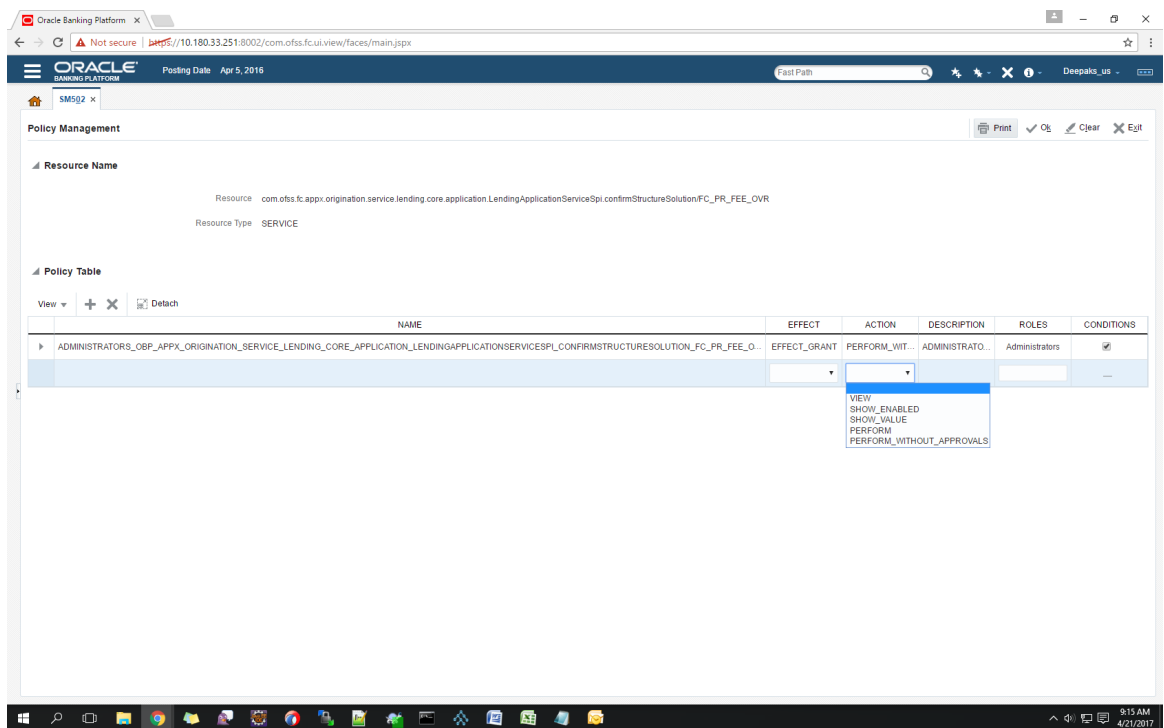 Oracle Banking Platform
Not secure | https://10.180.33.251:8002/com.ofss.fc.ui.view/faces/main.jspx
ORACLE
BANKING PLATFORM
Posting Date Apr 5, 2016
Fast Path
Deepaks_us
SM502
Policy Management
Print Ok Clear Exit
Resource Name
Resource com.ofss.fc.appx.origination.service.lending.core.application.LendingApplicationServiceSpi.confirmStructureSolution/FC_PR_FEE_OVR
Resource Type SERVICE
Policy Table
View Detach
NAME EFFECT ACTION DESCRIPTION ROLES CONDITIONS
ADMINISTRATORS_OBP_APPX_ORIGINATION_SERVICE_LENDING_CORE_APPLICATION_LENDINGAPPLICATIONSERVICESPI_CONFIRMSTRUCTURESOLUTION_FC_PR_FEE_O... EFFECT_GRANT PERFORM_WIT... ADMINISTRATO... Administrators
VIEW
SHOW_ENABLED
SHOW_VALUE
PERFORM
PERFORM_WITHOUT_APPROVALS
9:15 AM
4/21/2017